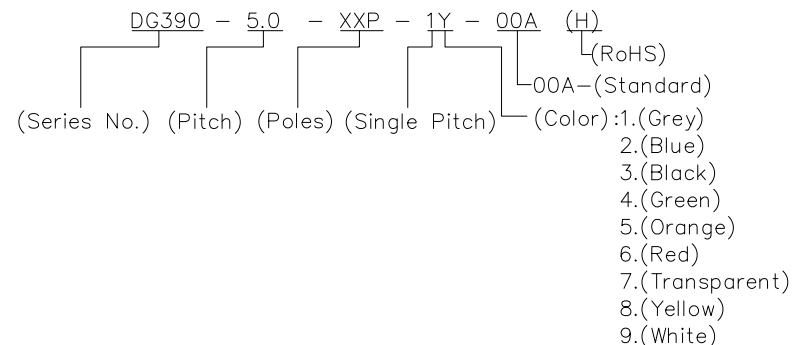 DG390 - 5.0 - XXP - 1Y - 00A (H)
(RoHS)
00A-(Standard)
(Series No.) (Pitch) (Poles) (Single Pitch) (Color) :1.(Grey)
2.(Blue)
3.(Black)
4.(Green)
5.(Orange)
6.(Red)
7.(Transparent)
8.(Yellow)
9.(White)